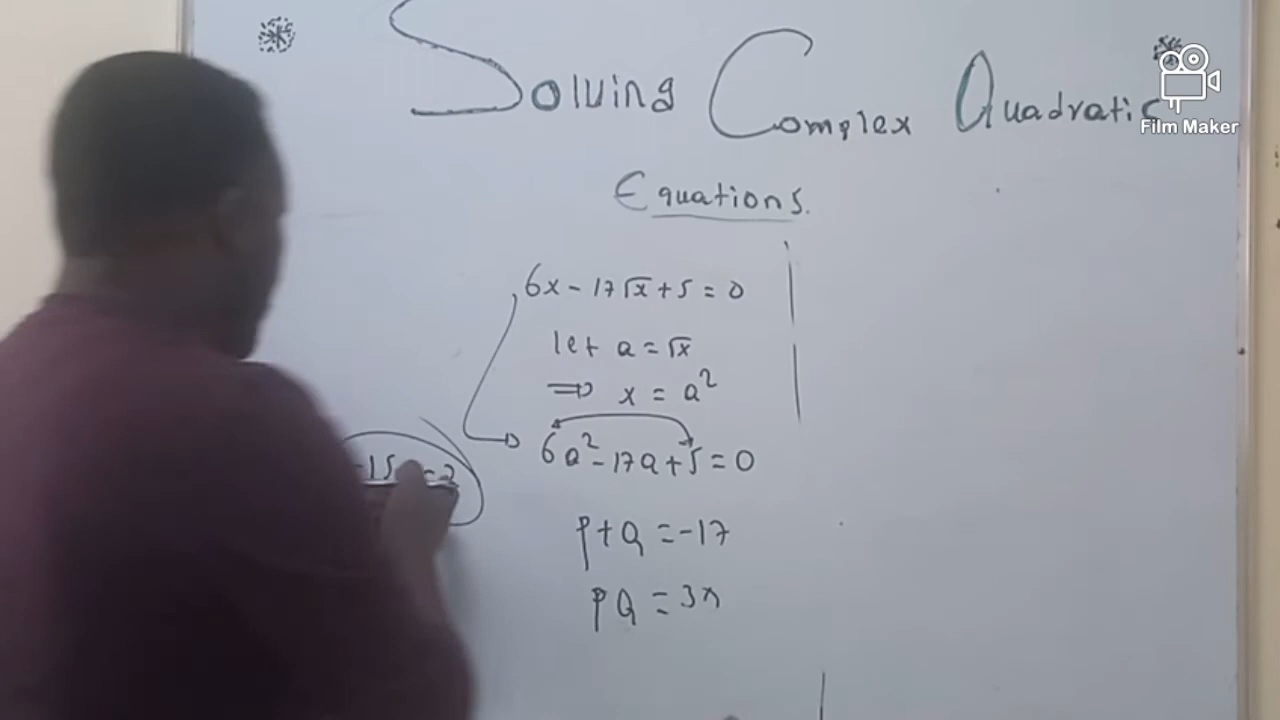 Solving Complex Quadratic
Film Maker
Equations.
6x - 17√x + 5 = 0
let a = √x
⇒ x = a²
6a² - 17a + 5 = 0
-15, -2
P + Q = -17
PQ = 30